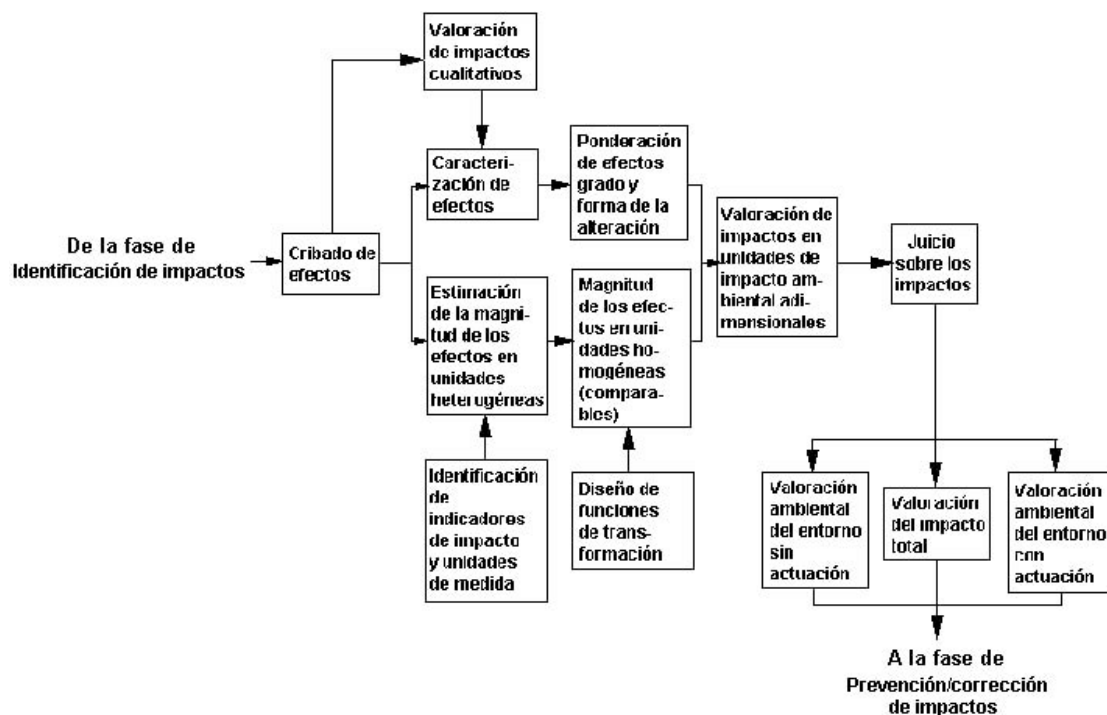 Valoración
de impactos
cualitativos
Caracteri-
zación de
efectos
Ponderación
de efectos
grado y
forma de la
alteración
De la fase de
Identificación de impactos
Cribado de
efectos
Estimación
de la magni-
tud de los
efectos en
unidades
heterogéneas
Magnitud
de los efec-
tos en uni-
dades ho-
mogéneas
(compara-
bles)
Valoración de
impactos en
unidades de
impacto am-
biental adi-
mensionales
Juicio
sobre los
impactos
Identificación
de
indicadores
de impacto
y unidades
de medida
Diseño de
funciones
de trans-
formación
Valoración
ambiental
del entorno
sin
actuación
Valoración
del impacto
total
Valoración
ambiental
del entorno
con
actuación
A la fase de
Prevención/corrección
de impactos